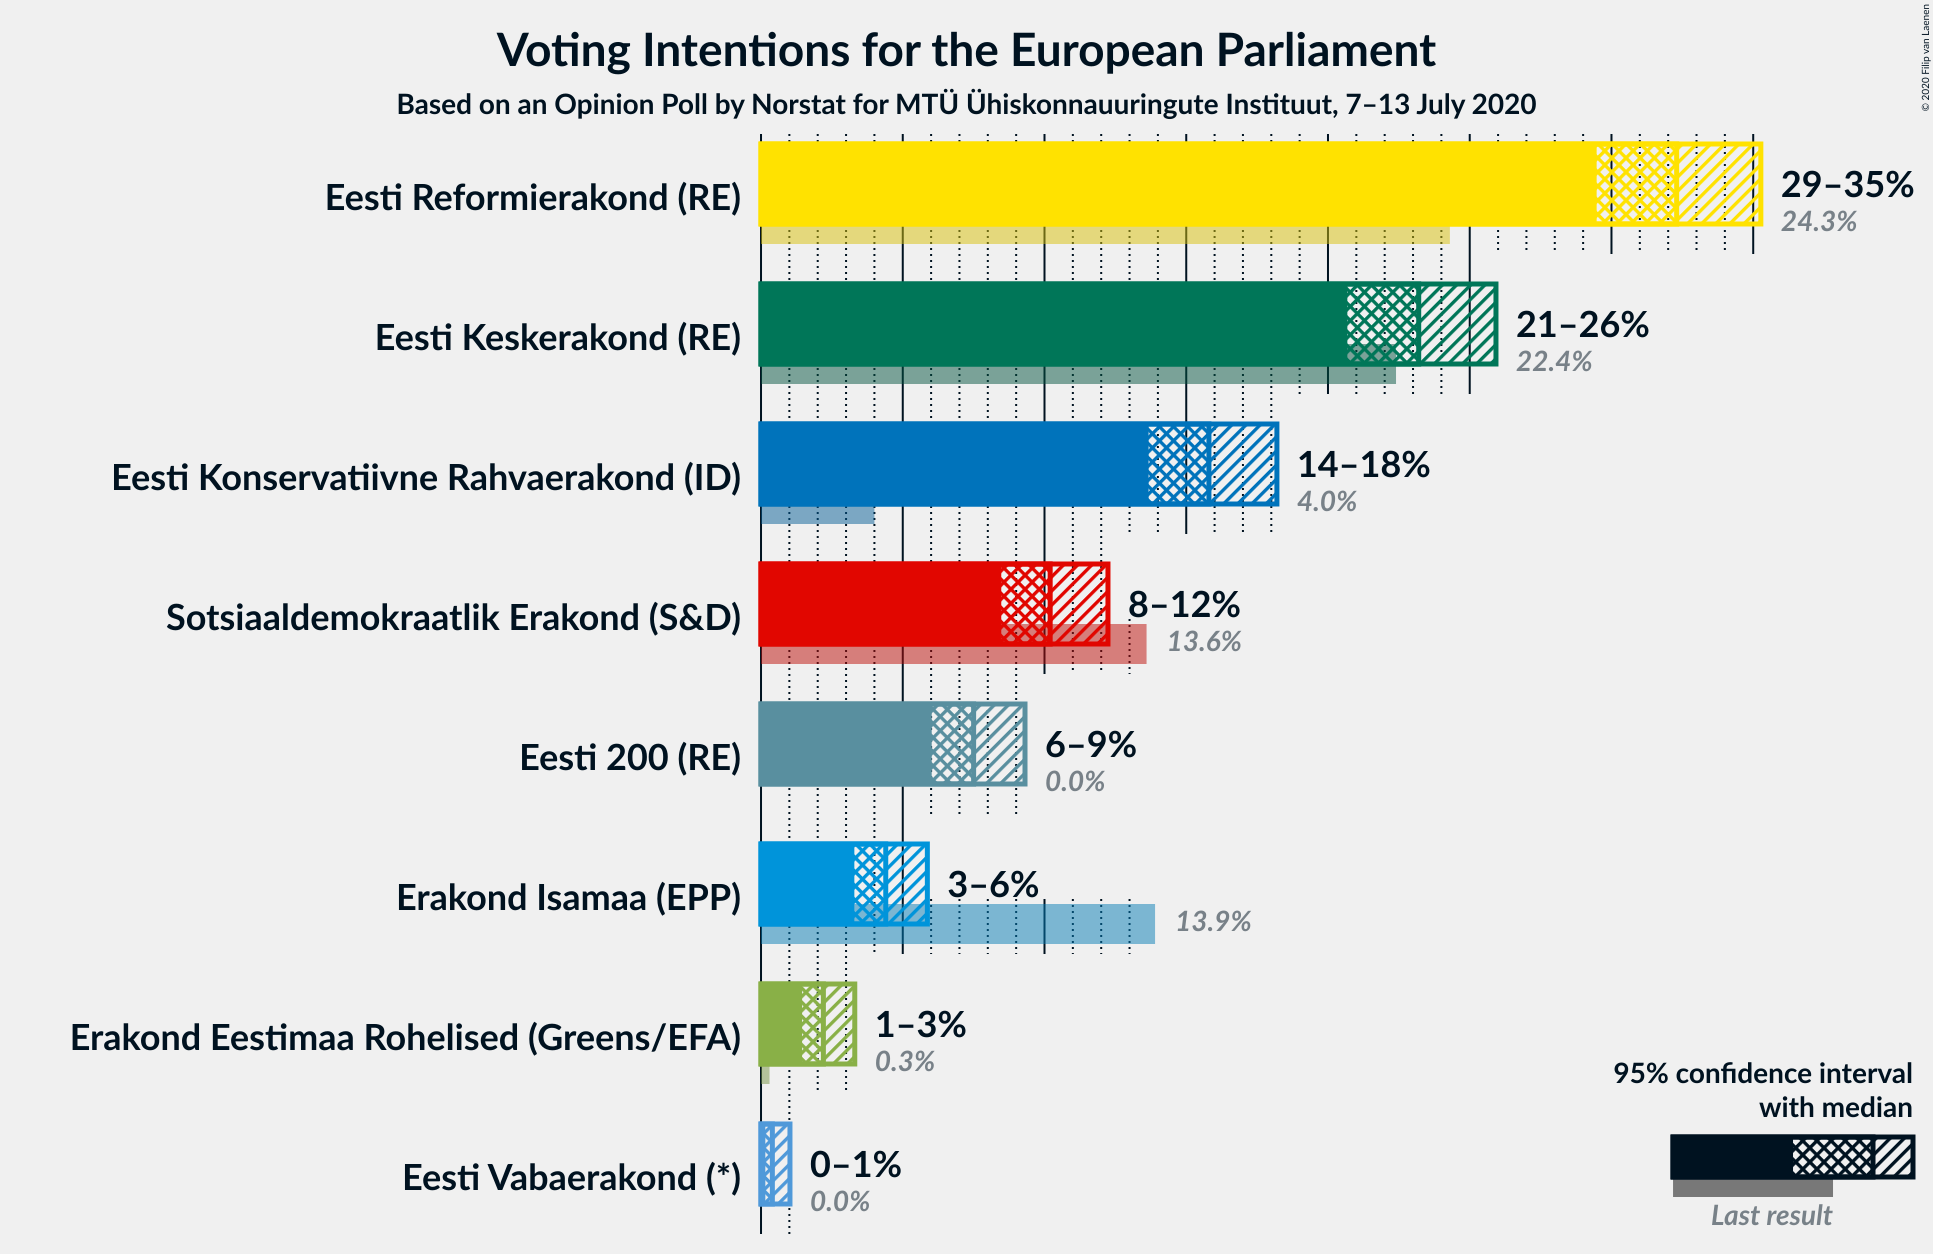 Voting Intentions for the European Parliament
Based on an Opinion Poll by Norstat for MTÜ Ühiskonnauuringute Instituut, 7–13 July 2020
© 2020 Filip van Laenen
Eesti Reformierakond (RE)
29–35%
24.3%
Eesti Keskerakond (RE)
21–26%
22.4%
Eesti Konservatiivne Rahvaerakond (ID)
14–18%
4.0%
Sotsiaaldemokraatlik Erakond (S&D)
8–12%
13.6%
Eesti 200 (RE)
6–9%
0.0%
Erakond Isamaa (EPP)
3–6%
13.9%
Erakond Eestimaa Rohelised (Greens/EFA)
1–3%
0.3%
Eesti Vabaerakond (*)
0–1%
0.0%
95% confidence interval
with median
Last result